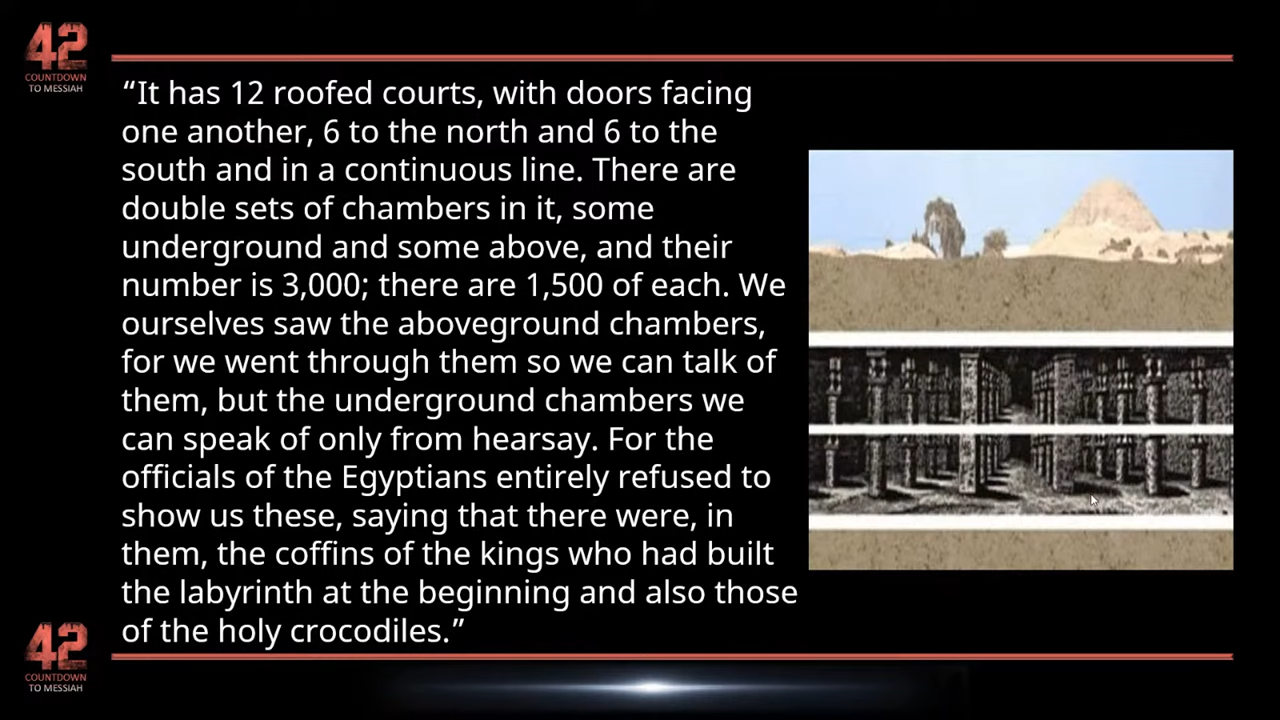 42
COUNTDOWN
TO MESSIAH
“It has 12 roofed courts, with doors facing
one another, 6 to the north and 6 to the
south and in a continuous line. There are
double sets of chambers in it, some
underground and some above, and their
number is 3,000; there are 1,500 of each. We
ourselves saw the aboveground chambers,
for we went through them so we can talk of
them, but the underground chambers we
can speak of only from hearsay. For the
officials of the Egyptians entirely refused to
show us these, saying that there were, in
them, the coffins of the kings who had built
the labyrinth at the beginning and also those
of the holy crocodiles.”
42
COUNTDOWN
TO MESSIAH